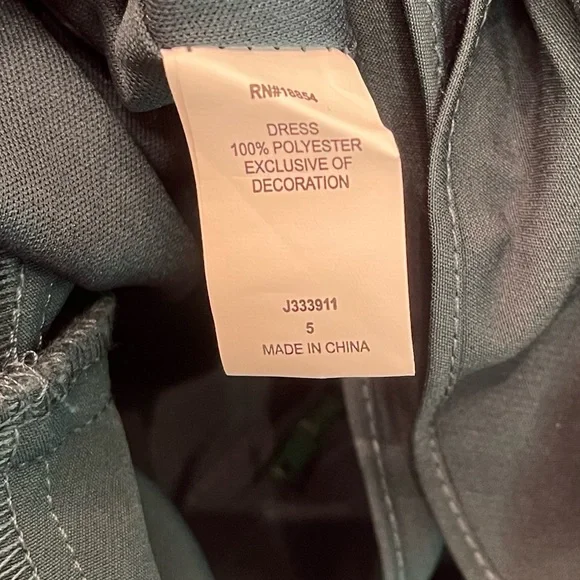 RN#18854
DRESS
100% POLYESTER
EXCLUSIVE OF
DECORATION
J333911
5
MADE IN CHINA